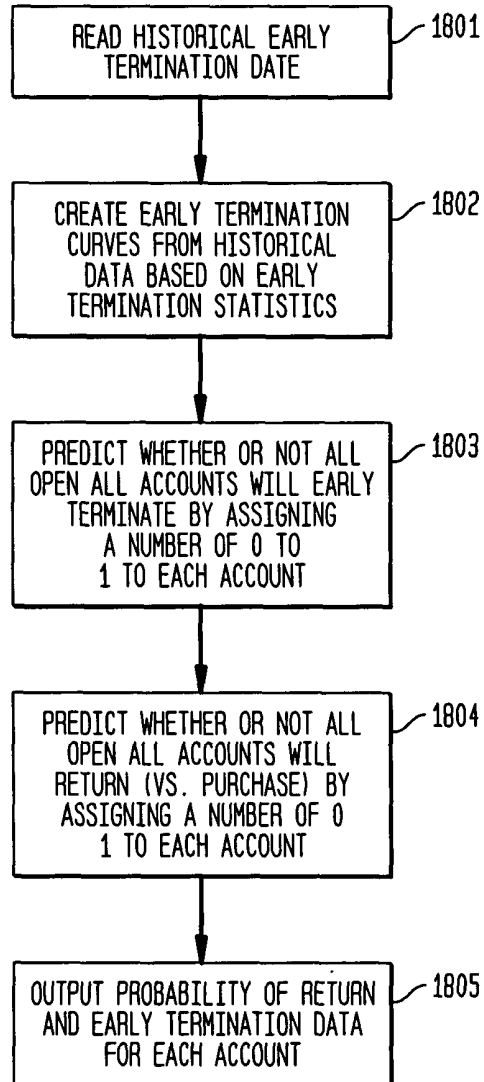 READ HISTORICAL EARLY
TERMINATION DATE
1801
CREATE EARLY TERMINATION
CURVES FROM HISTORICAL
DATA BASED ON EARLY
TERMINATION STATISTICS
1802
PREDICT WHETHER OR NOT ALL
OPEN ALL ACCOUNTS WILL EARLY
TERMINATE BY ASSIGNING
A NUMBER OF 0 TO
1 TO EACH ACCOUNT
1803
PREDICT WHETHER OR NOT ALL
OPEN ALL ACCOUNTS WILL
RETURN (VS. PURCHASE) BY
ASSIGNING A NUMBER OF 0
1 TO EACH ACCOUNT
1804
OUTPUT PROBABILITY OF RETURN
AND EARLY TERMINATION DATA
FOR EACH ACCOUNT
1805